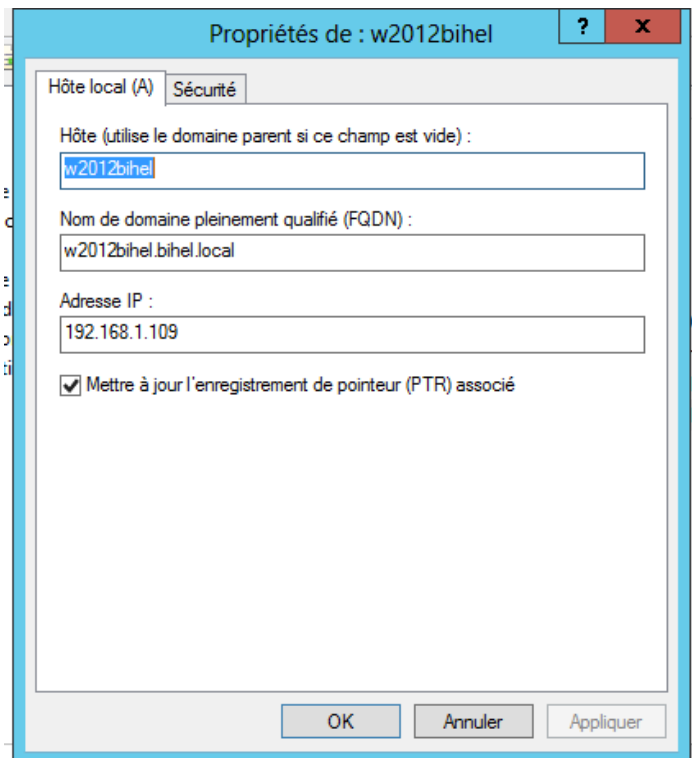 Propriétés de : w2012bihel
?
x
Hôte local (A)
Sécurité
Hôte (utilise le domaine parent si ce champ est vide) :
w2012bihel
Nom de domaine pleinement qualifié (FQDN) :
w2012bihel.bihel.local
Adresse IP :
192.168.1.109
Mettre à jour l'enregistrement de pointeur (PTR) associé
OK
Annuler
Appliquer